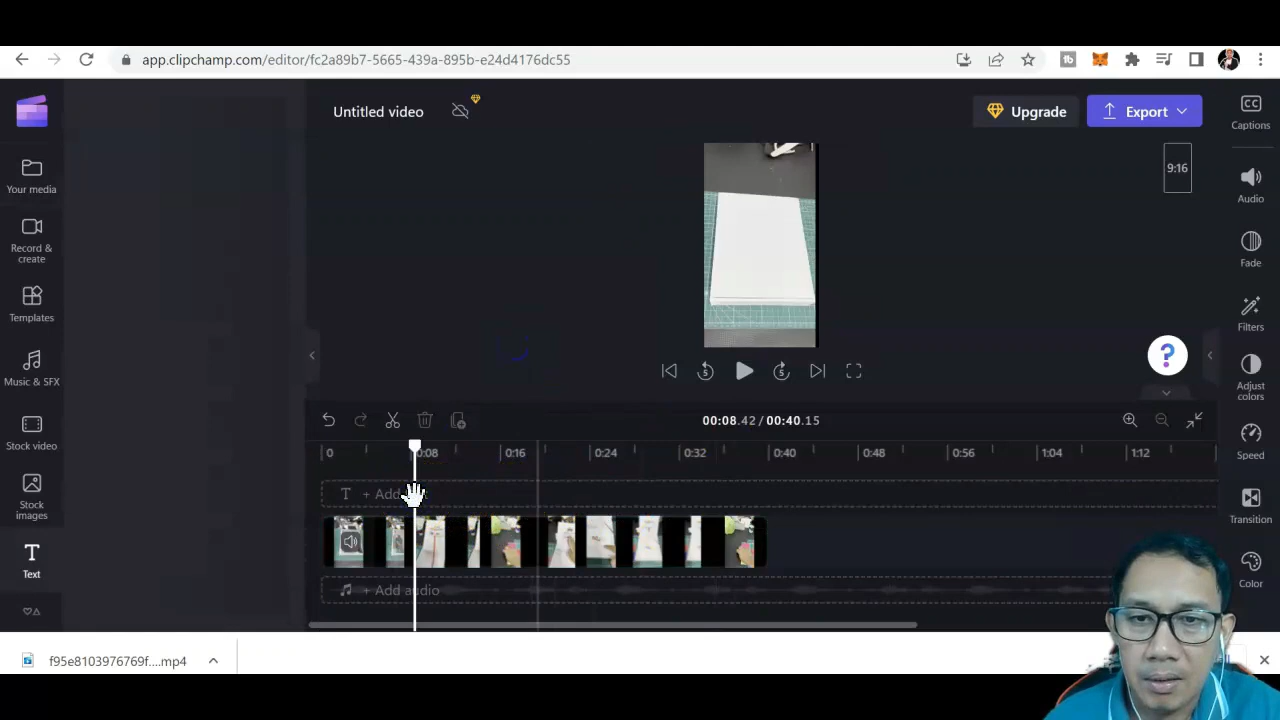 app.clipchamp.com/editor/fc2a89b7-5665-439a-895b-e24d4176dc55
Untitled video
Upgrade
Export
Captions
Your media
9:16
Audio
Record &
create
Fade
Templates
Filters
Music & SFX
Adjust
colors
Stock video
00:08.42 / 00:40.15
Speed
0 0:08 0:16 0:24 0:32 0:40 0:48 0:56 1:04 1:12
Stock
images
T + Add
Transition
T
Text
Color
+ Add audio
f95e8103976769f....mp4